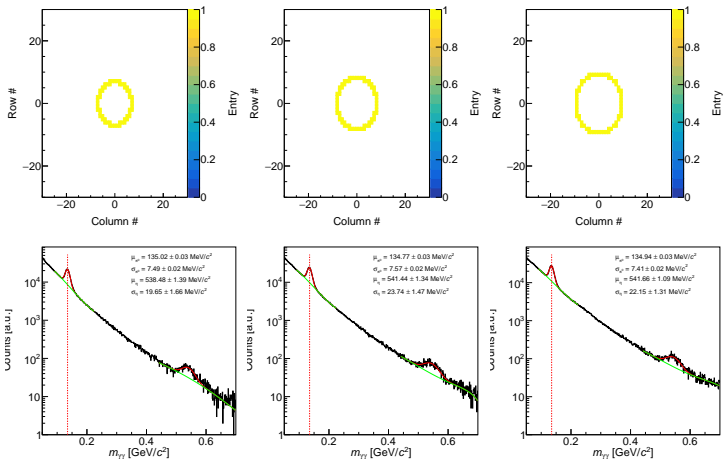 20
0
−20
Row #
−20
0
20
Column #
0
0.2
0.4
0.6
0.8
1
Entry
20
0
−20
Row #
−20
0
20
Column #
0
0.2
0.4
0.6
0.8
1
Entry
20
0
−20
Row #
−20
0
20
Column #
0
0.2
0.4
0.6
0.8
1
Entry
μπ⁰ = 135.02 ± 0.03 MeV/c²
σπ⁰ = 7.49 ± 0.02 MeV/c²
μη = 538.48 ± 1.39 MeV/c²
ση = 19.65 ± 1.66 MeV/c²
10⁴
10³
10²
10
1
Counts [a.u.]
0.2
0.4
0.6
mγγ [GeV/c²]
μπ⁰ = 134.77 ± 0.03 MeV/c²
σπ⁰ = 7.57 ± 0.02 MeV/c²
μη = 541.44 ± 1.34 MeV/c²
ση = 23.74 ± 1.47 MeV/c²
10⁴
10³
10²
10
1
Counts [a.u.]
0.2
0.4
0.6
mγγ [GeV/c²]
μπ⁰ = 134.94 ± 0.03 MeV/c²
σπ⁰ = 7.41 ± 0.02 MeV/c²
μη = 541.66 ± 1.09 MeV/c²
ση = 22.15 ± 1.31 MeV/c²
10⁴
10³
10²
10
1
Counts [a.u.]
0.2
0.4
0.6
mγγ [GeV/c²]